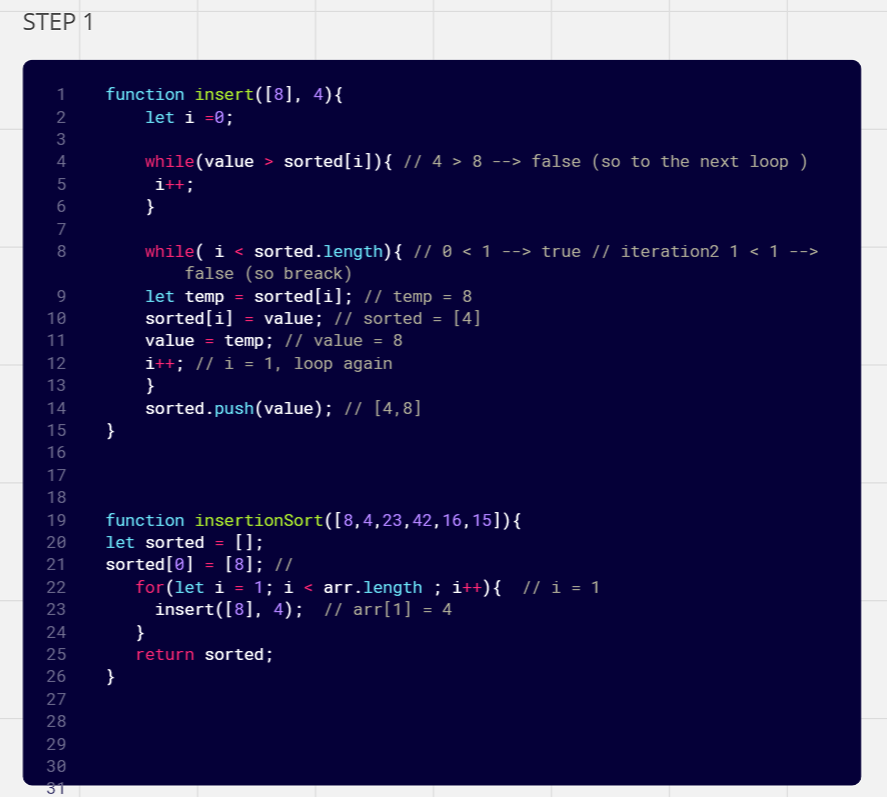 STEP 1
1 function insert([8], 4){
2 let i =0;
3
4 while(value > sorted[i]){ // 4 > 8 --> false (so to the next loop )
5 i++;
6 }
7
8 while( i < sorted.length){ // 0 < 1 --> true // iteration2 1 < 1 -->
false (so breack)
9 let temp = sorted[i]; // temp = 8
10 sorted[i] = value; // sorted = [4]
11 value = temp; // value = 8
12 i++; // i = 1, loop again
13 }
14 sorted.push(value); // [4,8]
15 }
16
17
18
19 function insertionSort([8,4,23,42,16,15]){
20 let sorted = [];
21 sorted[0] = [8]; //
22 for(let i = 1; i < arr.length ; i++){ // i = 1
23 insert([8], 4); // arr[1] = 4
24 }
25 return sorted;
26 }
27
28
29
30
31